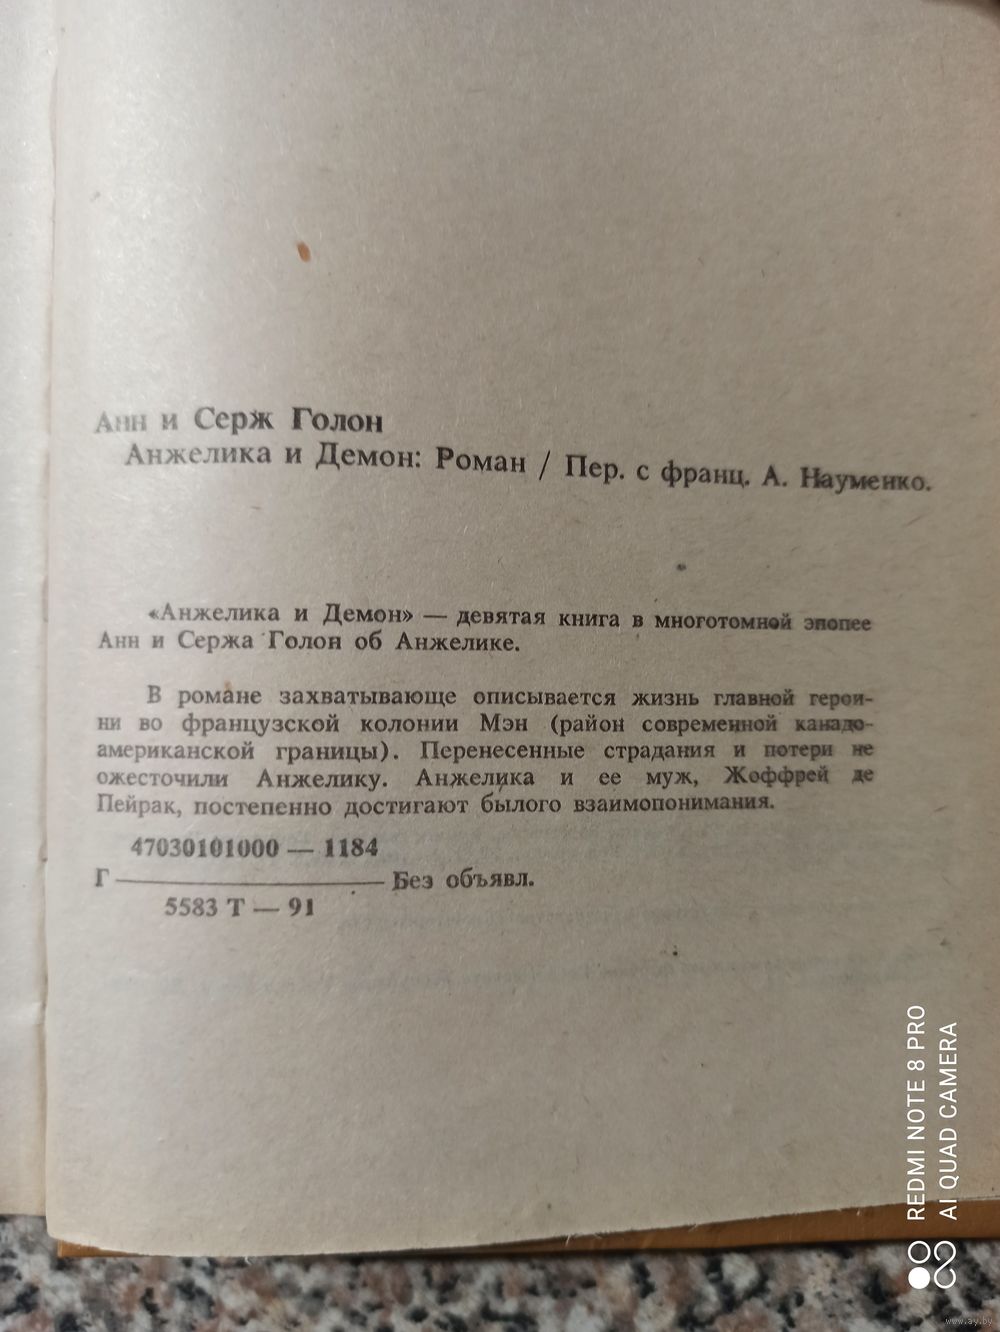 Анн и Серж Голон
Анжелика и Демон: Роман / Пер. с франц. А. Науменко.
«Анжелика и Демон» — девятая книга в многотомной эпопее
Анн и Сержа Голон об Анжелике.
В романе захватывающе описывается жизнь главной герои-
ни во французской колонии Мэн (район современной канадо-
американской границы). Перенесенные страдания и потери не
ожесточили Анжелику. Анжелика и ее муж, Жоффрей де
Пейрак, постепенно достигают былого взаимопонимания.
47030101000 — 1184
Г ——— Без объявл.
5583 Т — 91
REDMI NOTE 8 PRO
AI QUAD CAMERA
www.ay.by